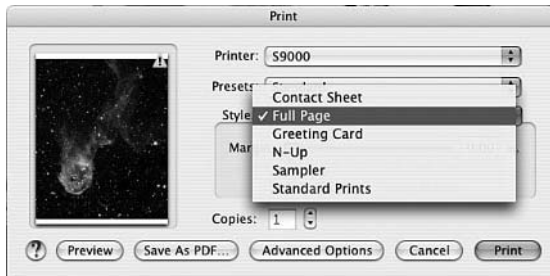 Print
Printer: S9000
Presets:
Contact Sheet
Style ✓ Full Page
Greeting Card
N-Up
Sampler
Standard Prints
Copies: 1
? Preview Save As PDF... Advanced Options Cancel Print